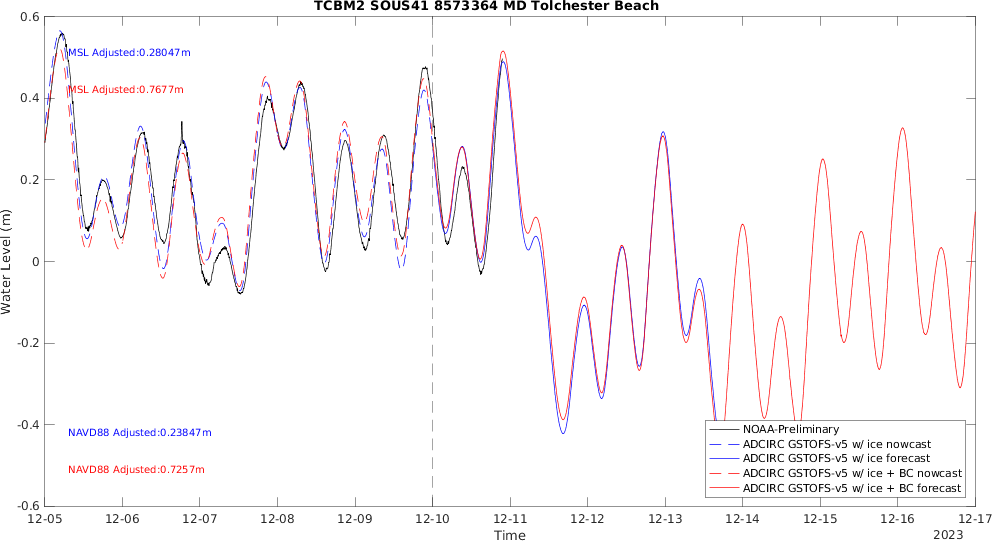 TCBM2 SOUS41 8573364 MD Tolchester Beach
0.6
0.4
0.2
0
-0.2
-0.4
-0.6
Water Level (m)
MSL Adjusted:0.28047m
MSL Adjusted:0.7677m
NAVD88 Adjusted:0.23847m
NAVD88 Adjusted:0.7257m
NOAA-Preliminary
ADCIRC GSTOFS-v5 w/ ice nowcast
ADCIRC GSTOFS-v5 w/ ice forecast
ADCIRC GSTOFS-v5 w/ ice + BC nowcast
ADCIRC GSTOFS-v5 w/ ice + BC forecast
12-05 12-06 12-07 12-08 12-09 12-10 12-11 12-12 12-13 12-14 12-15 12-16 12-17
Time
2023